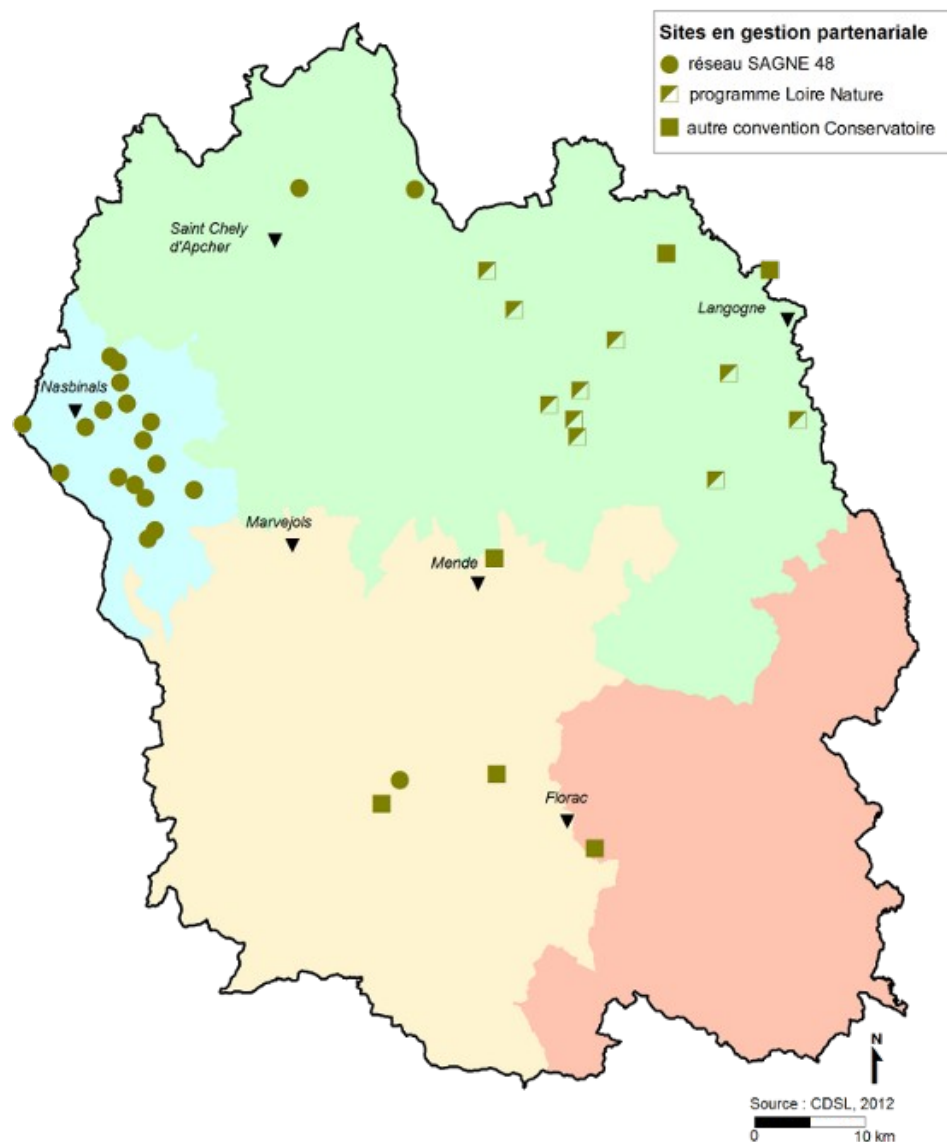 Sites en gestion partenariale
réseau SAGNE 48
programme Loire Nature
autre convention Conservatoire
Saint Chely
d'Apcher
Langogne
Nasbinals
Marvejois
Mende
Florac
N
Source : CDSL, 2012
0 10 km